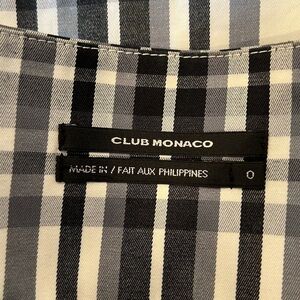 CLUB MONACO
MADE IN / FAIT AUX PHILIPPINES 0